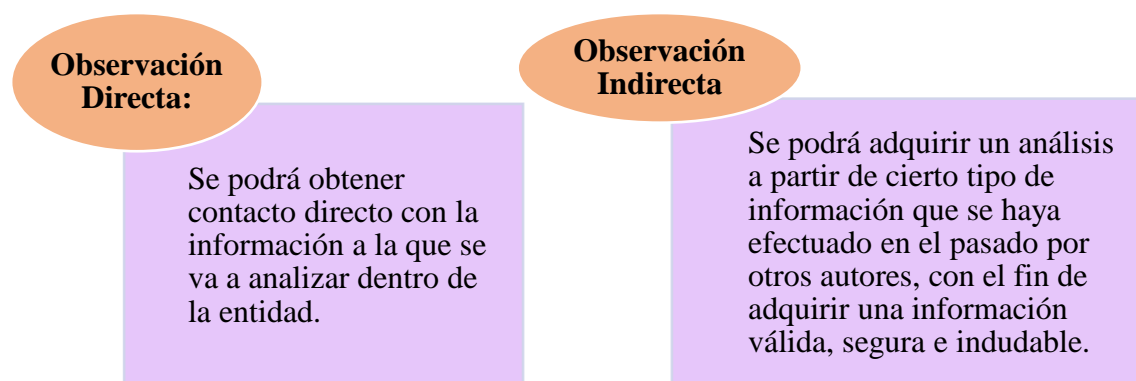 Observación
Directa:
Se podrá obtener
contacto directo con la
información a la que se
va a analizar dentro de
la entidad.
Observación
Indirecta
Se podrá adquirir un análisis
a partir de cierto tipo de
información que se haya
efectuado en el pasado por
otros autores, con el fin de
adquirir una información
válida, segura e indudable.